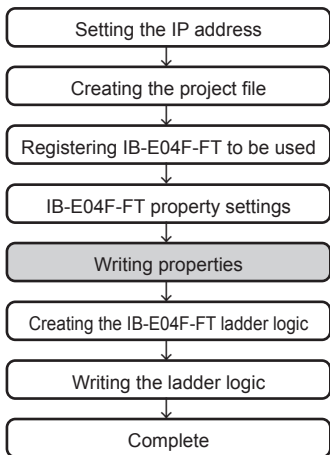 Setting the IP address
Creating the project file
Registering IB-E04F-FT to be used
IB-E04F-FT property settings
Writing properties
Creating the IB-E04F-FT ladder logic
Writing the ladder logic
Complete